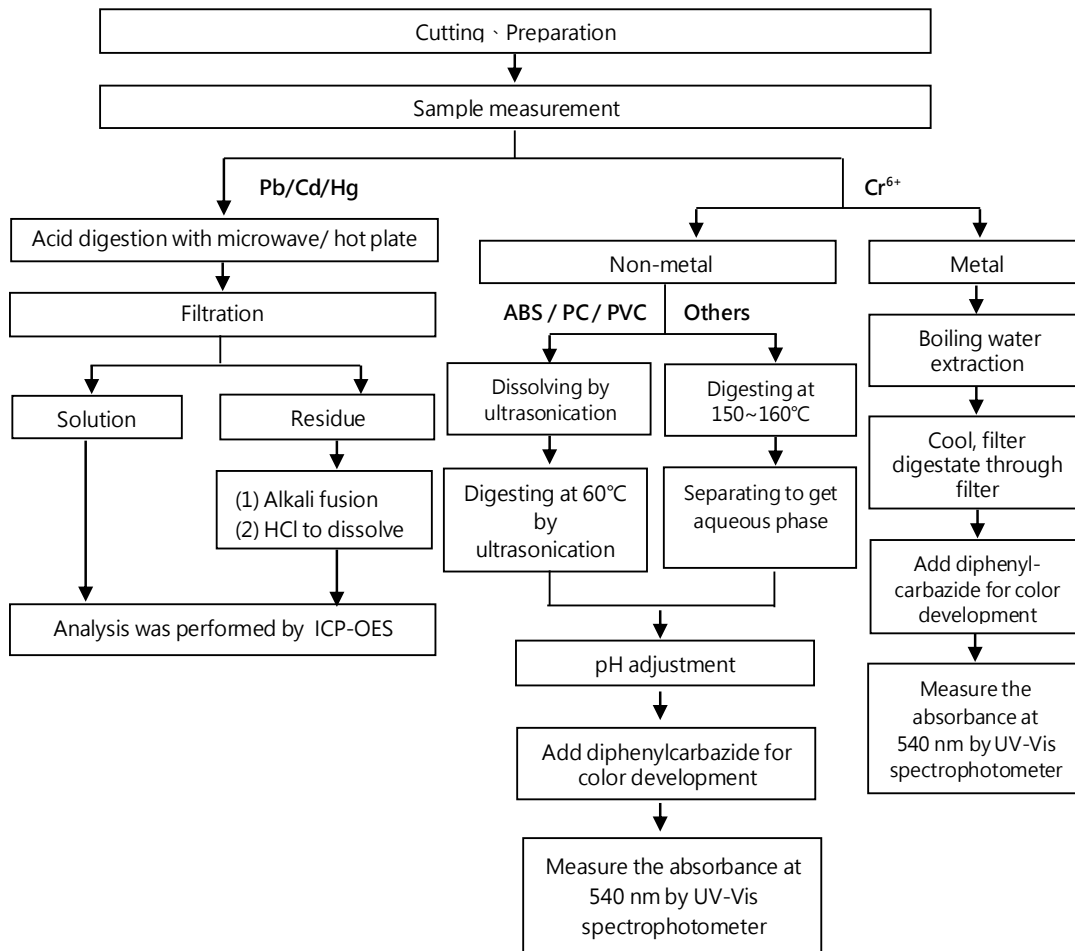 Cutting、Preparation
Sample measurement
Pb/Cd/Hg
Cr⁶⁺
Acid digestion with microwave/ hot plate
Filtration
Solution
Residue
(1) Alkali fusion
(2) HCl to dissolve
Analysis was performed by ICP-OES
Non-metal
ABS / PC / PVC
Others
Dissolving by
ultrasonication
Digesting at
150~160℃
Digesting at 60℃
by
ultrasonication
Separating to get
aqueous phase
pH adjustment
Add diphenylcarbazide for
color development
Measure the absorbance at
540 nm by UV-Vis
spectrophotometer
Metal
Boiling water
extraction
Cool, filter
digestate through
filter
Add diphenyl-
carbazide for color
development
Measure the
absorbance at
540 nm by UV-Vis
spectrophotometer